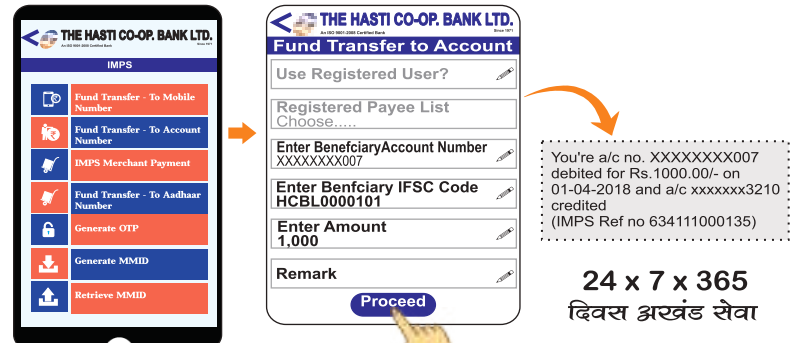 THE HASTI CO-OP. BANK LTD.
An ISO 9001-2008 Certified Bank
Since 1971
IMPS
Fund Transfer - To Mobile
Number
Fund Transfer - To Account
Number
IMPS Merchant Payment
Fund Transfer - To Aadhaar
Number
Generate OTP
Generate MMID
Retrieve MMID
THE HASTI CO-OP. BANK LTD.
An ISO 9001-2008 Certified Bank
Since 1971
Fund Transfer to Account
Use Registered User?
Registered Payee List
Choose.....
Enter BenefciaryAccount Number
XXXXXXXX007
Enter Benfciary IFSC Code
HCBL0000101
Enter Amount
1,000
Remark
Proceed
You're a/c no. XXXXXXXX007
debited for Rs.1000.00/- on
01-04-2018 and a/c xxxxxxx3210
credited
(IMPS Ref no 634111000135)
24 x 7 x 365
दिवस अखंड सेवा